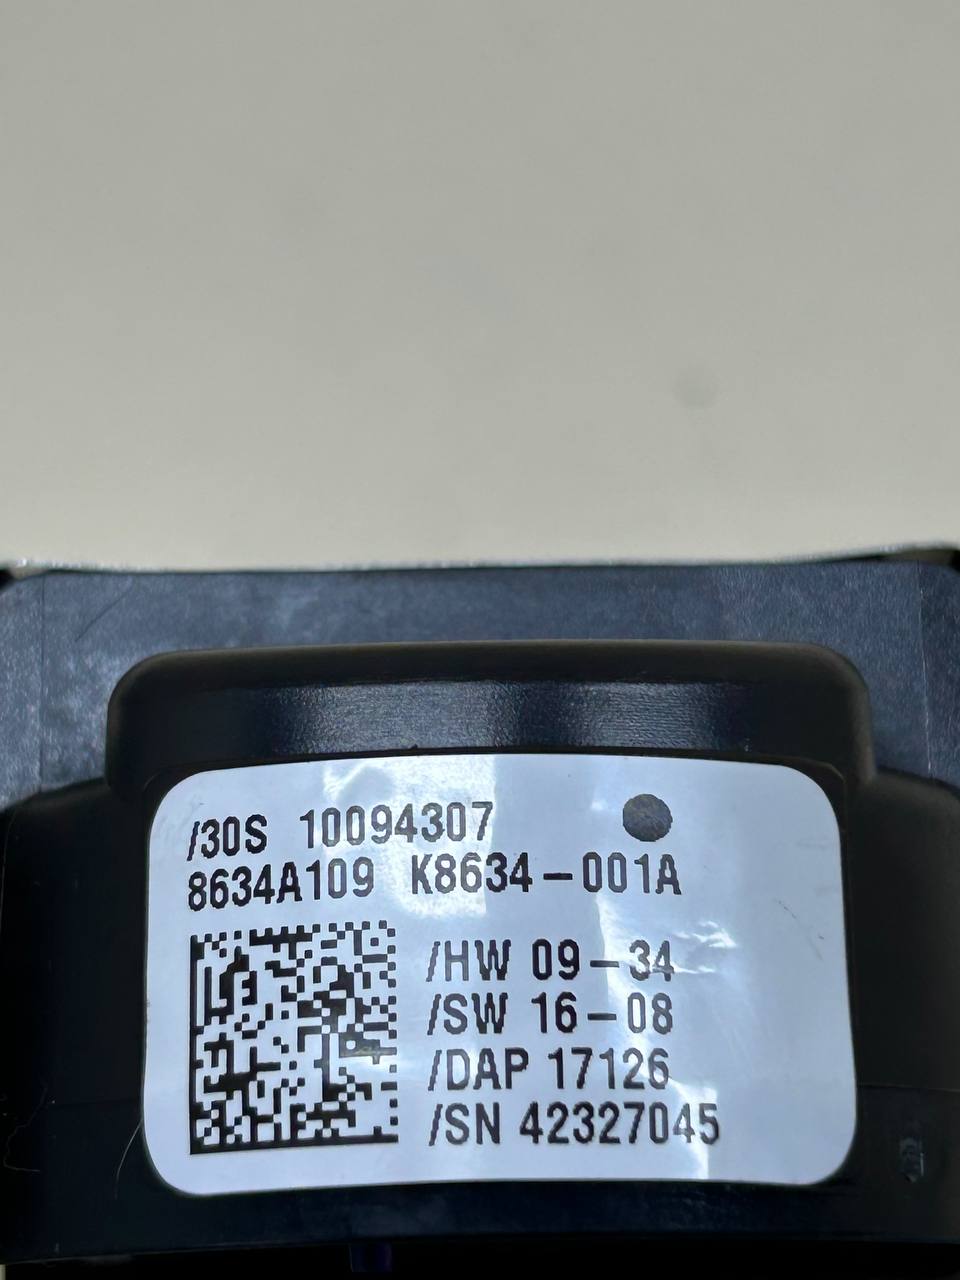 /30S 10094307
8634A109 K8634-001A
/HW 09-34
/SW 16-08
/DAP 17126
/SN 42327045